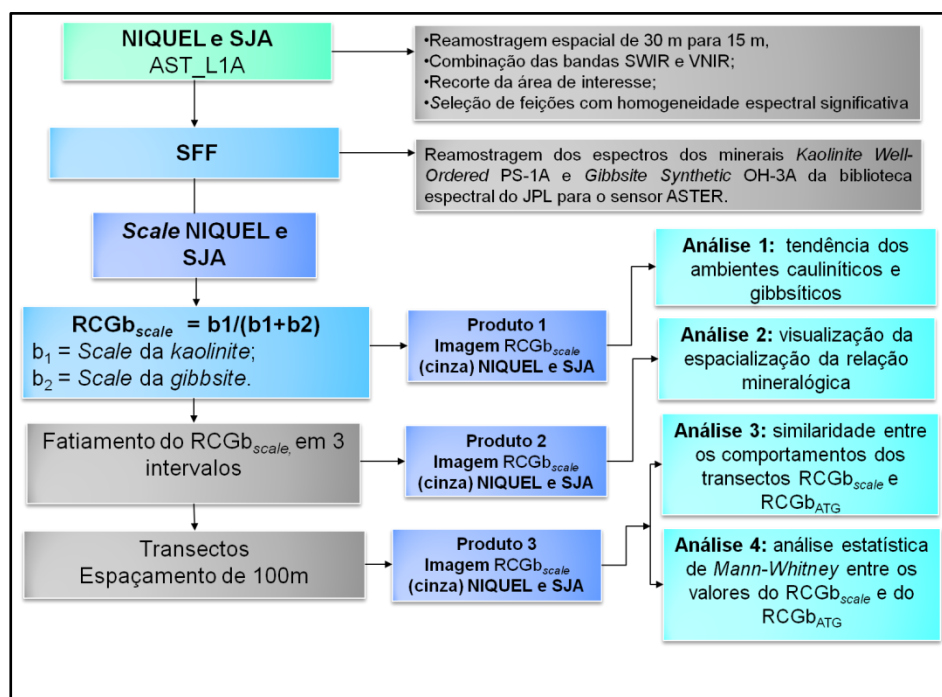 NIQUEL e SJA
AST_L1A
•Reamostragem espacial de 30 m para 15 m,
•Combinação das bandas SWIR e VNIR;
•Recorte da área de interesse;
•Seleção de feições com homogeneidade espectral significativa
SFF
Reamostragem dos espectros dos minerais Kaolinite Well-
Ordered PS-1A e Gibbsite Synthetic OH-3A da biblioteca
espectral do JPL para o sensor ASTER.
Scale NIQUEL e
SJA
RCGbscale = b1/(b1+b2)
b1 = Scale da kaolinite;
b2 = Scale da gibbsite.
Produto 1
Imagem RCGbscale
(cinza) NIQUEL e SJA
Análise 1: tendência dos
ambientes cauliníticos e
gibbsíticos
Análise 2: visualização da
espacialização da relação
mineralógica
Fatiamento do RCGbscale, em 3
intervalos
Produto 2
Imagem RCGbscale
(cinza) NIQUEL e SJA
Análise 3: similaridade entre
os comportamentos dos
transectos RCGbscale e
RCGbATG
Transectos
Espaçamento de 100m
Produto 3
Imagem RCGbscale
(cinza) NIQUEL e SJA
Análise 4: análise estatística
de Mann-Whitney entre os
valores do RCGbscale e do
RCGbATG